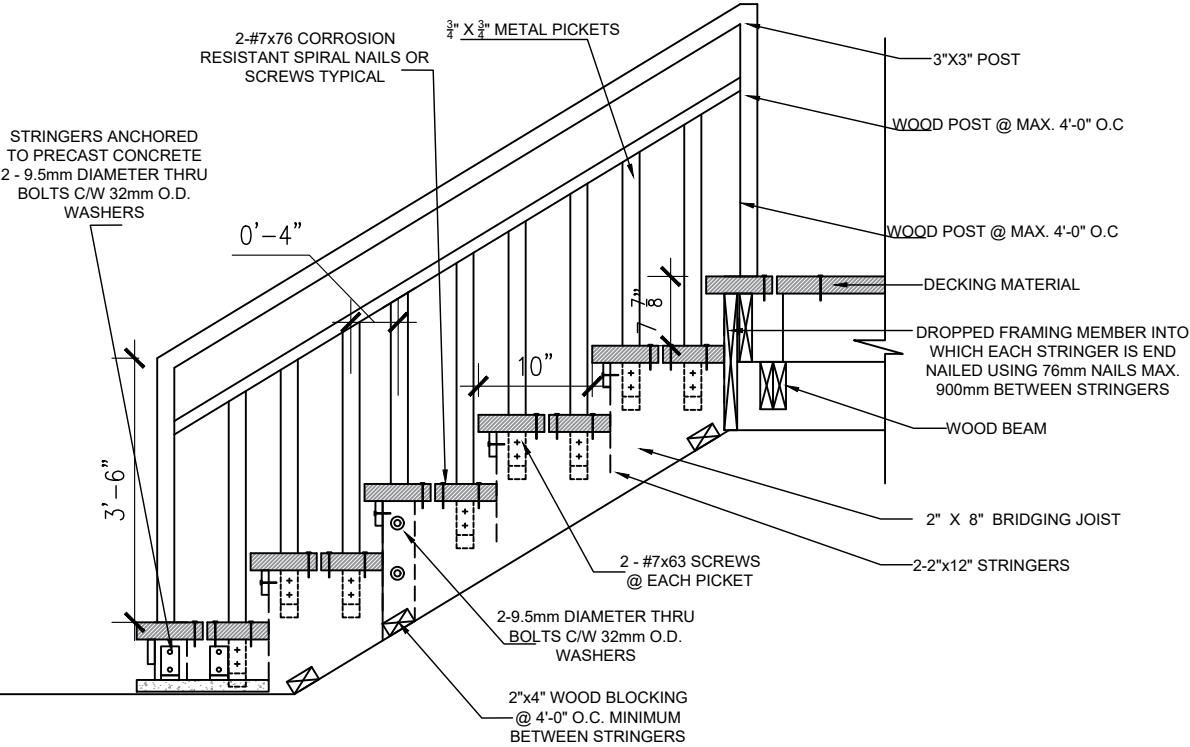 2-#7x76 CORROSION
RESISTANT SPIRAL NAILS OR
SCREWS TYPICAL
3/4" X 3/4" METAL PICKETS
3"X3" POST
WOOD POST @ MAX. 4'-0" O.C
STRINGERS ANCHORED
TO PRECAST CONCRETE
2 - 9.5mm DIAMETER THRU
BOLTS C/W 32mm O.D.
WASHERS
0'-4"
WOOD POST @ MAX. 4'-0" O.C
DECKING MATERIAL
7 7/8"
DROPPED FRAMING MEMBER INTO
WHICH EACH STRINGER IS END
NAILED USING 76mm NAILS MAX.
900mm BETWEEN STRINGERS
10"
WOOD BEAM
3'-6"
2" X 8" BRIDGING JOIST
2-2"x12" STRINGERS
2 - #7x63 SCREWS
@ EACH PICKET
2-9.5mm DIAMETER THRU
BOLTS C/W 32mm O.D.
WASHERS
2"x4" WOOD BLOCKING
@ 4'-0" O.C. MINIMUM
BETWEEN STRINGERS